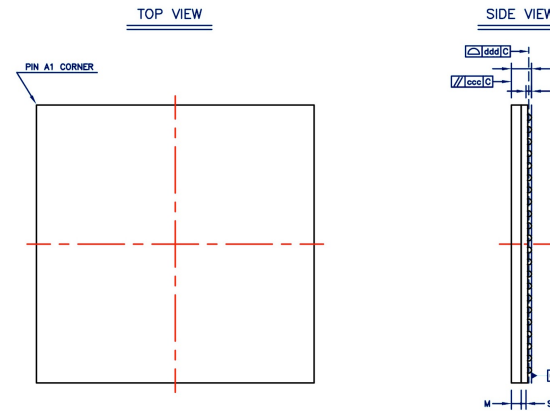 TOP VIEW
SIDE VIEW
PIN A1 CORNER
ddd C
// ccc C
M
S